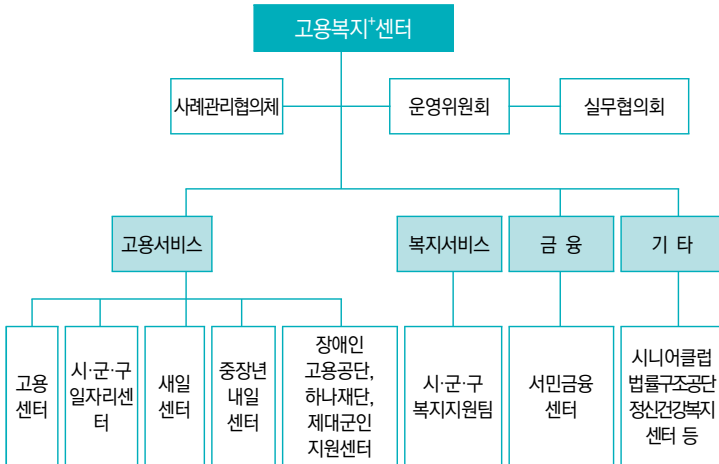 고용복지⁺센터
사례관리협의체
운영위원회
실무협의회
고용서비스
복지서비스
금 융
기 타
고용
센터
시·군·구
일자리센
터
새일
센터
중장년
내일
센터
장애인
고용공단,
하나재단,
제대군인
지원센터
시·군·구
복지지원팀
서민금융
센터
시니어클럽
법률구조공단
정신건강복지
센터 등